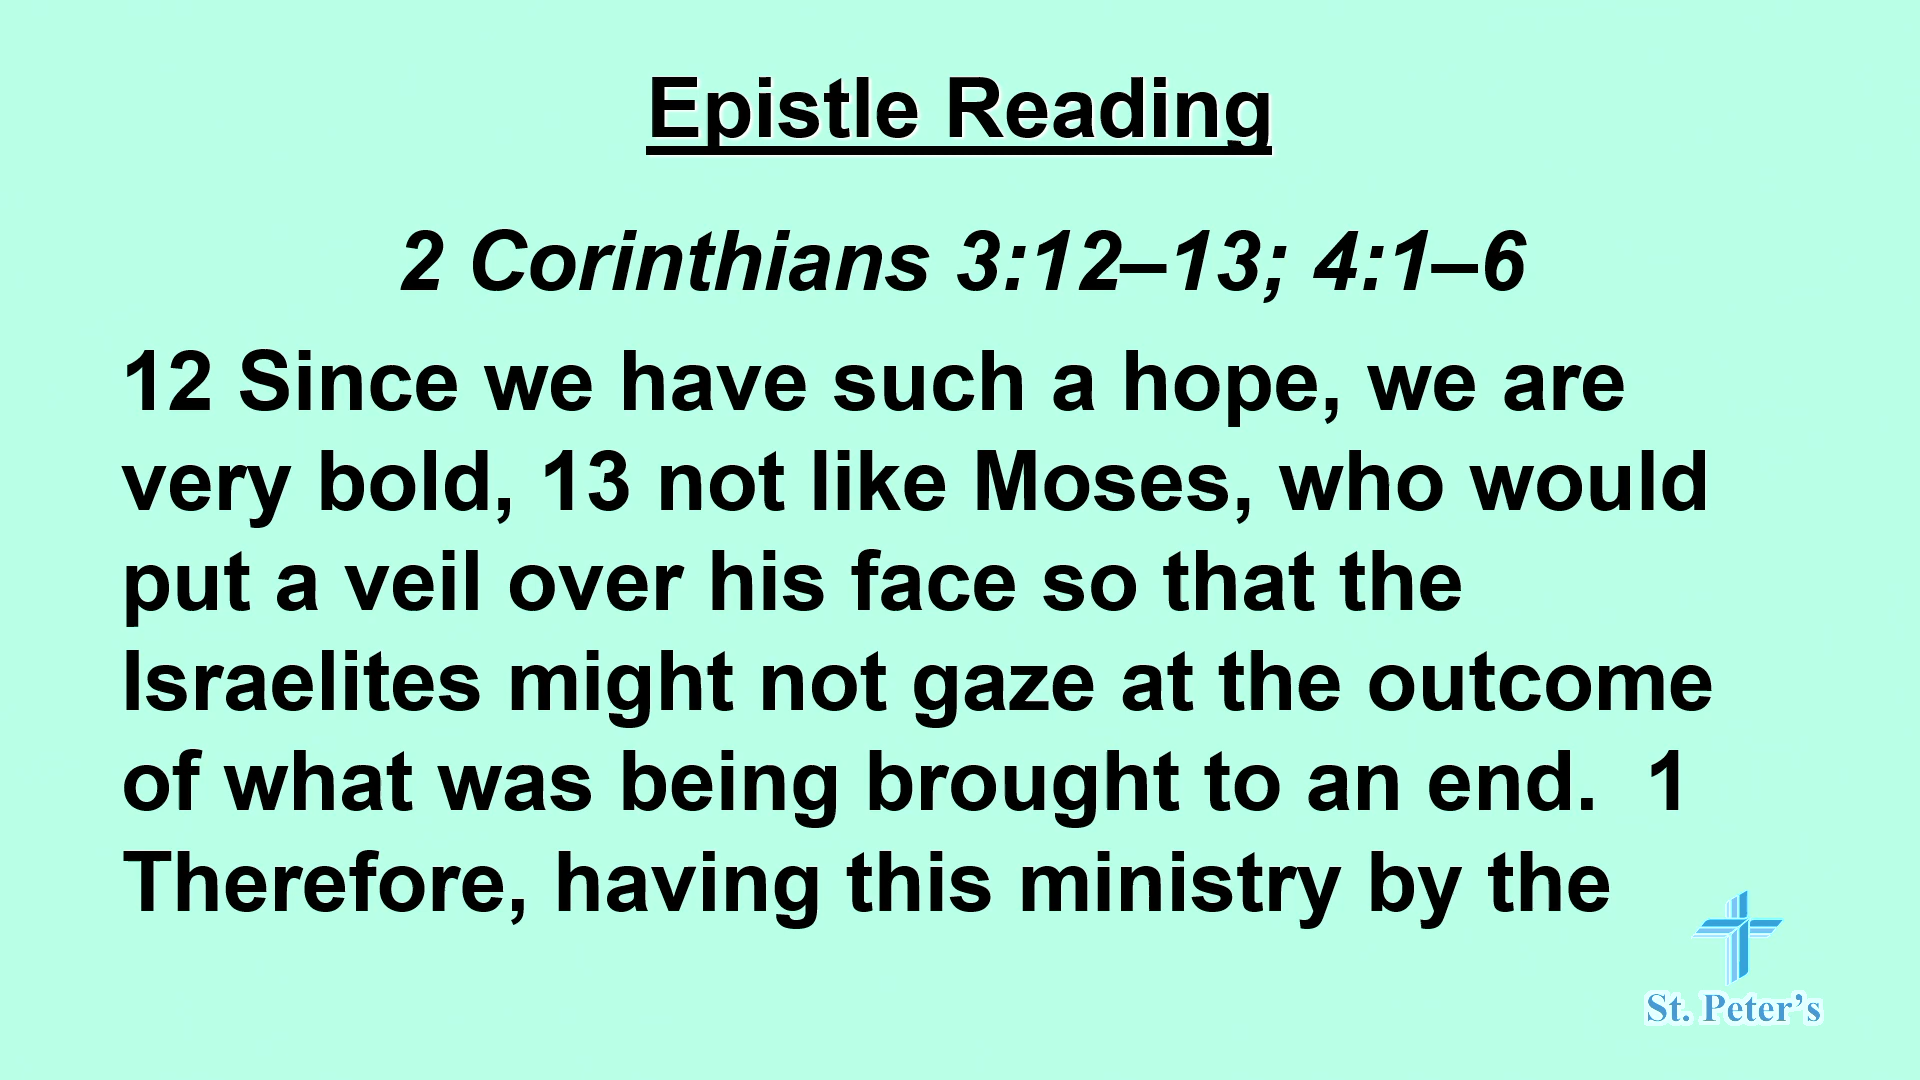 Epistle Reading
2 Corinthians 3:12–13; 4:1–6
12 Since we have such a hope, we are
very bold, 13 not like Moses, who would
put a veil over his face so that the
Israelites might not gaze at the outcome
of what was being brought to an end.  1
Therefore, having this ministry by the
St. Peter’s